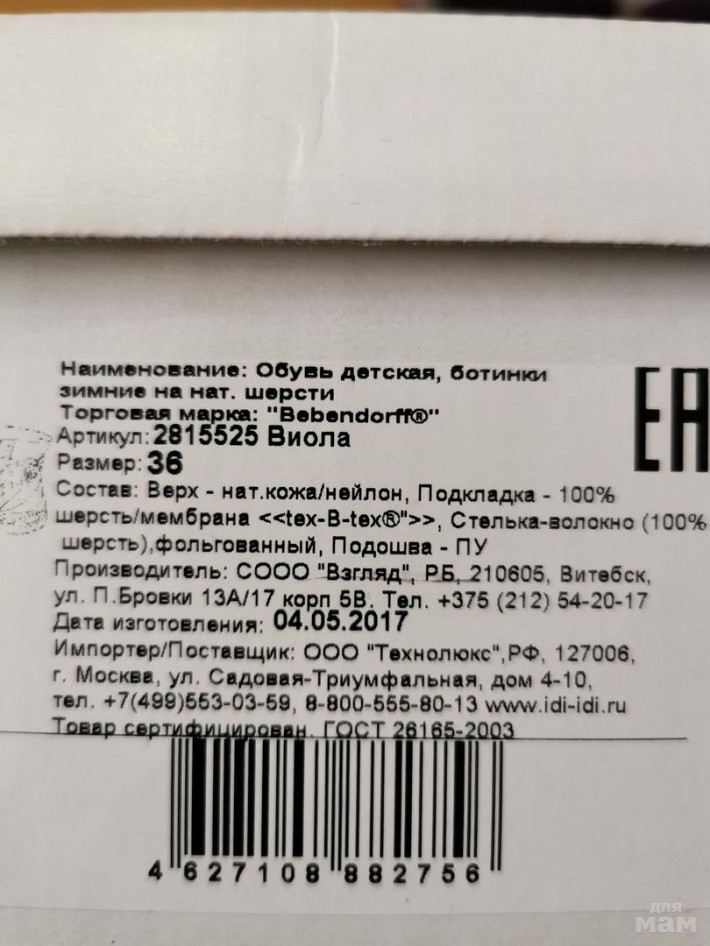 Наименование: Обувь детская, ботинки
зимние на нат. шерсти
Торговая марка: "Bebendorff®"
Артикул: 2815525 Виола
Размер: 36
Состав: Верх - нат.кожа/нейлон, Подкладка - 100%
шерсть/мембрана <<tex-B-tex®">>, Стелька-волокно (100%
шерсть),фольгованный, Подошва - ПУ
Производитель: СООО "Взгляд", РБ, 210605, Витебск,
ул. П.Бровки 13А/17 корп 5В. Тел. +375 (212) 54-20-17
Дата изготовления: 04.05.2017
Импортер/Поставщик: ООО "Технолюкс",РФ, 127006,
г. Москва, ул. Садовая-Триумфальная, дом 4-10,
тел. +7(499)553-03-59, 8-800-555-80-13 www.idi-idi.ru
Товар сертифицирован. ГОСТ 26165-2003
4 627108 882756
EAC
для
мам